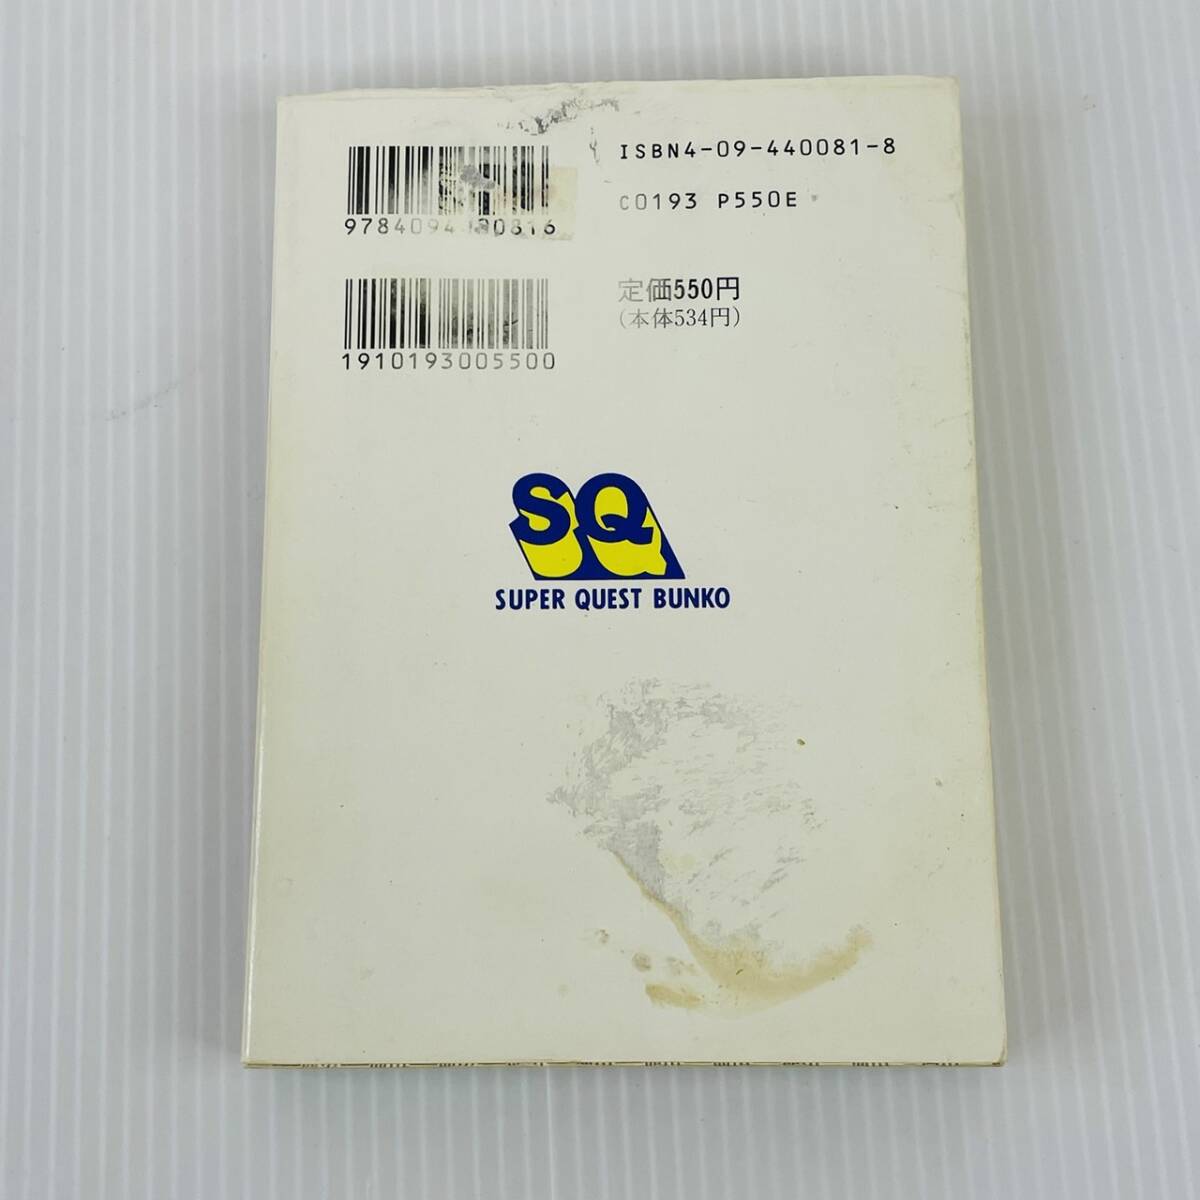 ISBN4-09-440081-8
C0193 P550E
9784094
0816
定価550円
(本体534円)
1910193005500
SQ
SUPER QUEST BUNKO